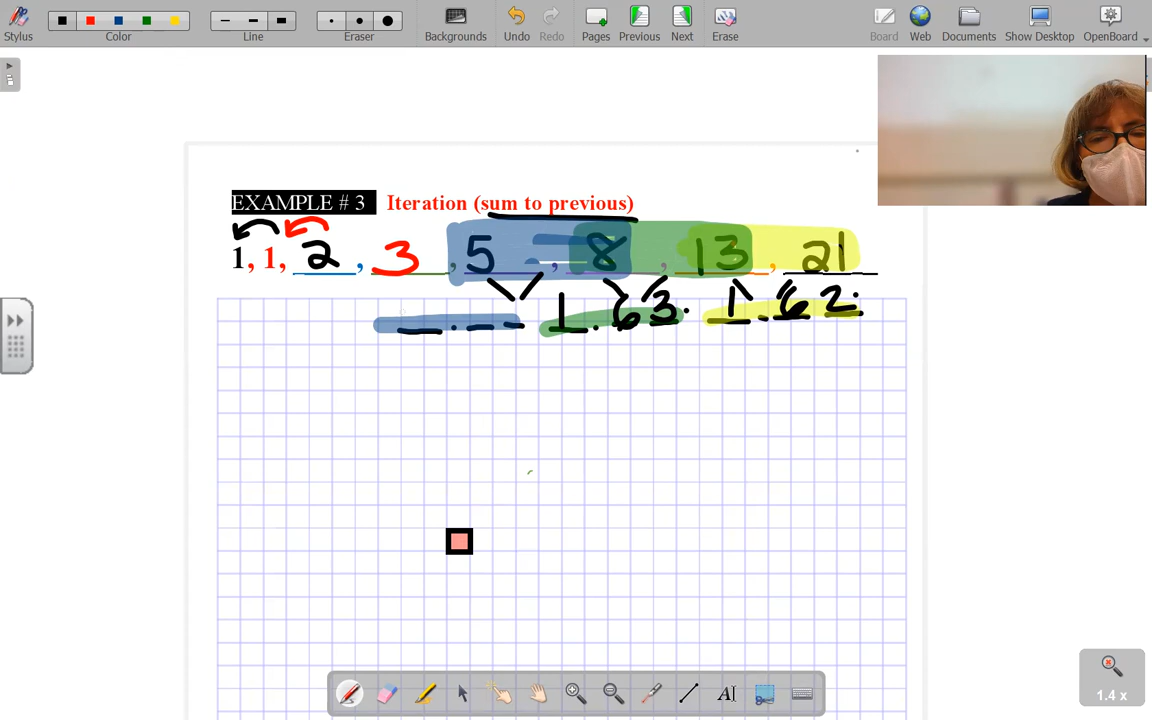 Stylus Color Line Eraser Backgrounds Undo Redo Pages Previous Next Erase Board Web Documents Show Desktop OpenBoard
EXAMPLE # 3 Iteration (sum to previous)
1, 1, 2, 3, 5, 8, 13, 21
1.63 1.62
1.4 x